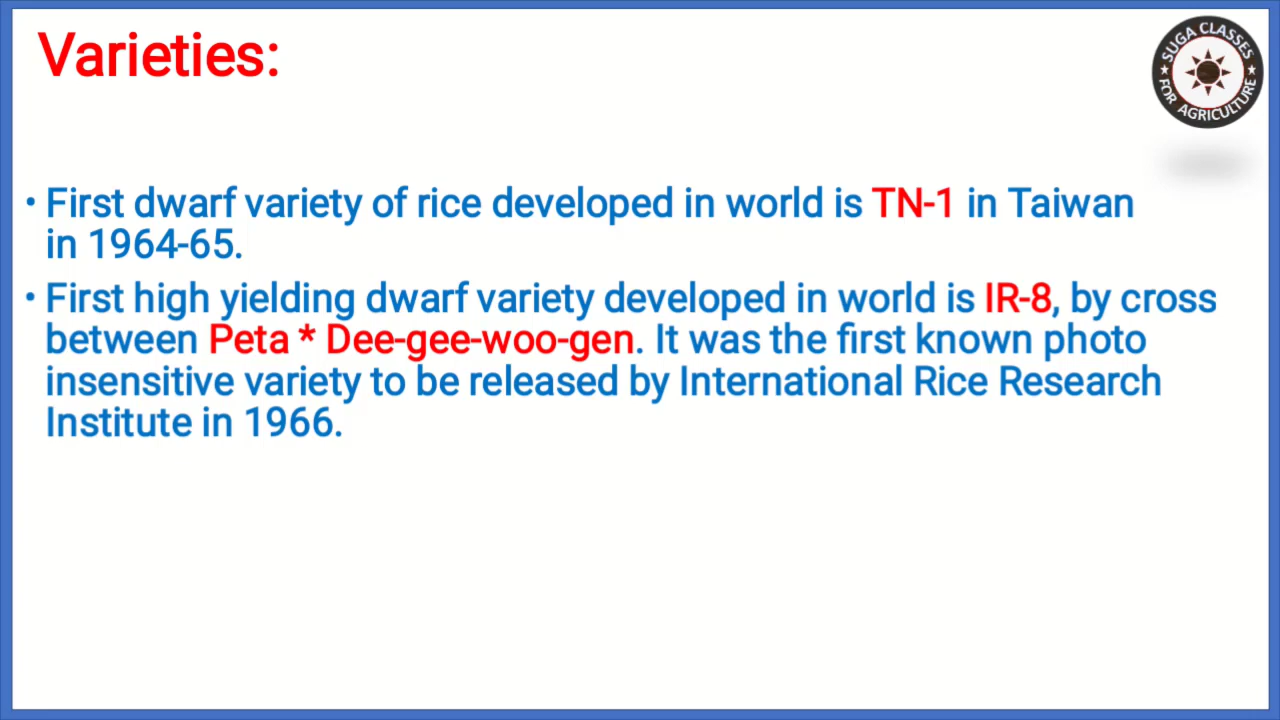 Varieties:
SUGA CLASSES
FOR AGRICULTURE
• First dwarf variety of rice developed in world is TN-1 in Taiwan
in 1964-65.
• First high yielding dwarf variety developed in world is IR-8, by cross
between Peta * Dee-gee-woo-gen. It was the first known photo
insensitive variety to be released by International Rice Research
Institute in 1966.